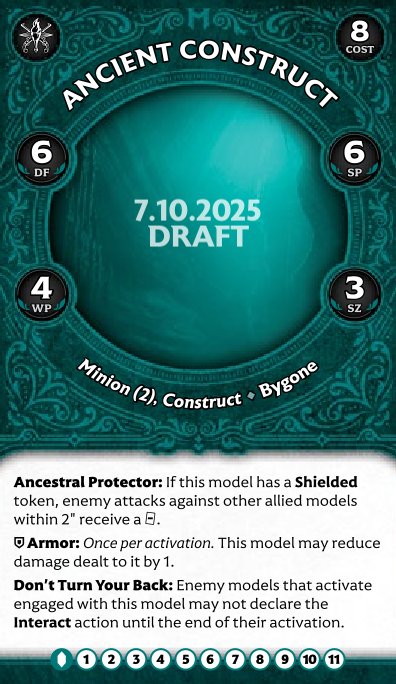 8
COST
ANCIENT CONSTRUCT
6
DF
6
SP
7.10.2025
DRAFT
4
WP
3
SZ
Minion (2), Construct ⬥ Bygone
Ancestral Protector: If this model has a Shielded
token, enemy attacks against other allied models
within 2" receive a ⊟.
Armor: Once per activation. This model may reduce
damage dealt to it by 1.
Don't Turn Your Back: Enemy models that activate
engaged with this model may not declare the
Interact action until the end of their activation.
1 2 3 4 5 6 7 8 9 10 11